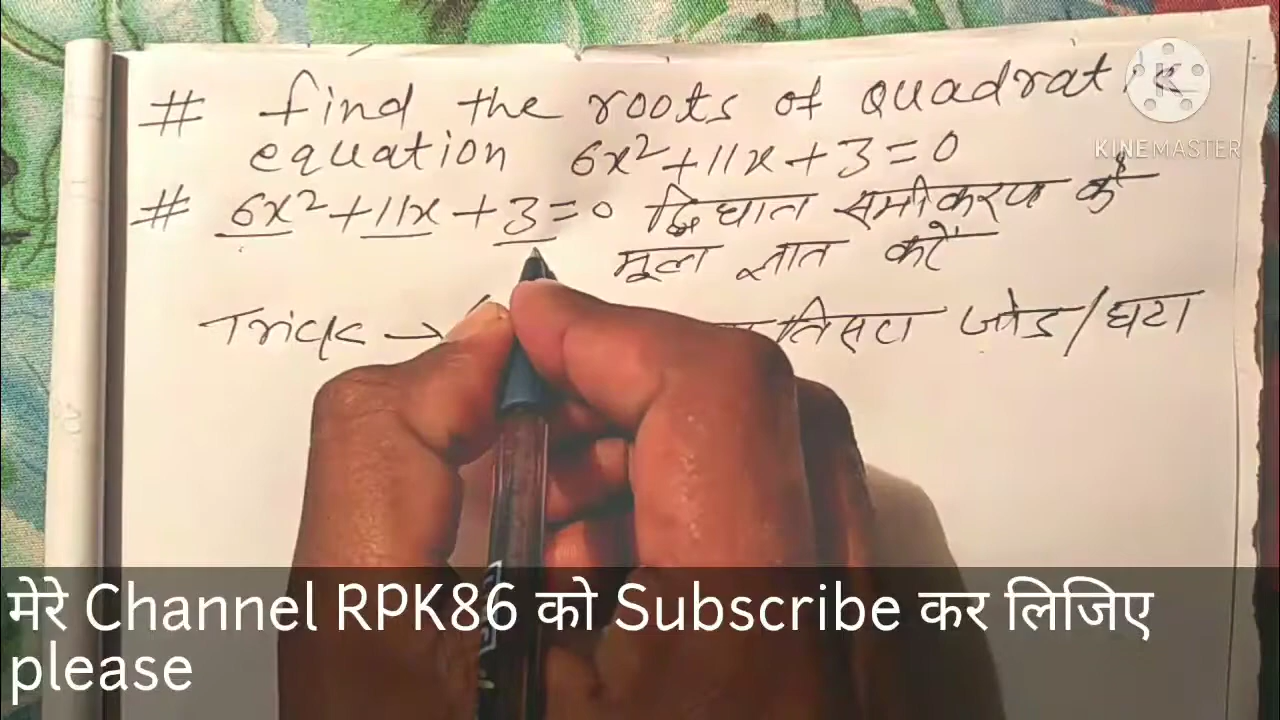 # find the roots of quadratic
equation 6x²+11x+3=0
# 6x²+11x+3=0 द्विघात समीकरण के
मूल ज्ञात करें
Trick → तिसरा जोड/घटा
K
KINEMASTER
मेरे Channel RPK86 को Subscribe कर लिजिए
please